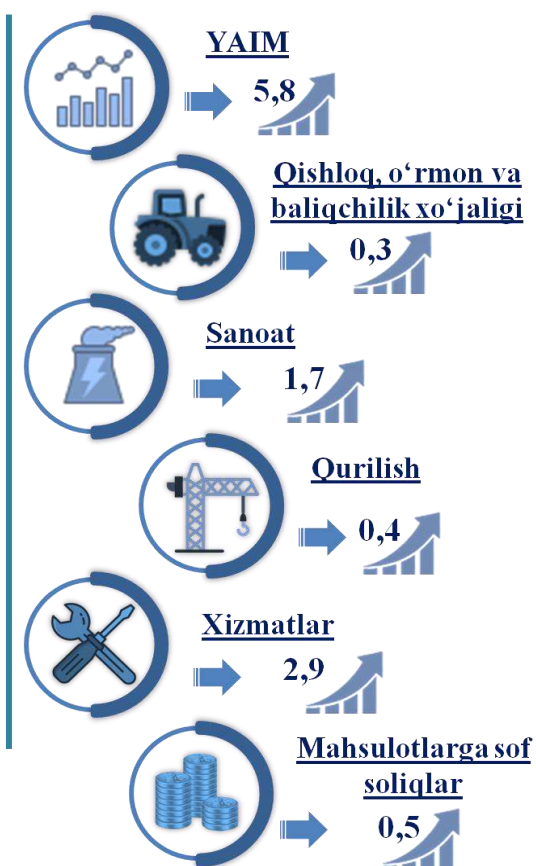 YAIM
5,8
Qishloq, o‘rmon va
baliqchilik xo‘jaligi
0,3
Sanoat
1,7
Qurilish
0,4
Xizmatlar
2,9
Mahsulotlarga sof
soliqlar
0,5